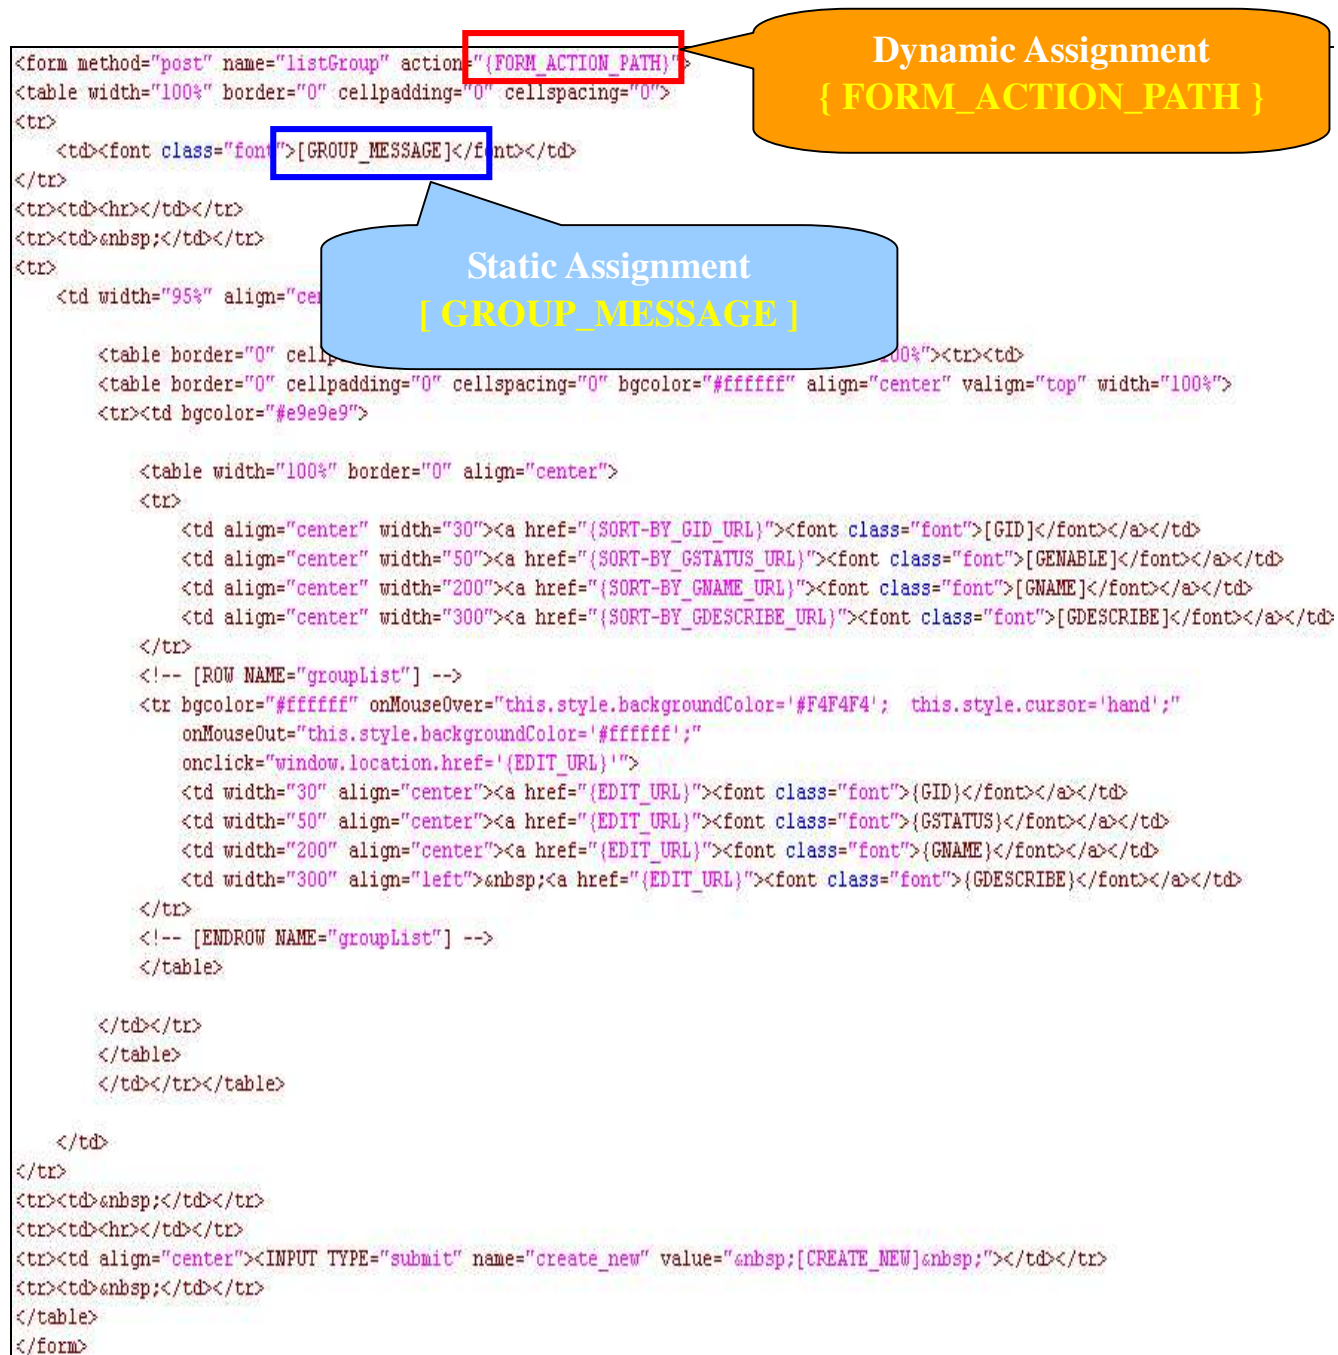 Dynamic Assignment
{ FORM_ACTION_PATH }
<form method="post" name="listGroup" action="{FORM_ACTION_PATH}">
<table width="100%" border="0" cellpadding="0" cellspacing="0">
<tr>
<td><font class="font">[GROUP_MESSAGE]</font></td>
</tr>
<tr><td><hr></td></tr>
<tr><td>&nbsp;</td></tr>
<tr>
Static Assignment
[ GROUP_MESSAGE ]
<td width="95%" align="cen
<table border="0" cellp 00%"><tr><td>
<table border="0" cellpadding="0" cellspacing="0" bgcolor="#ffffff" align="center" valign="top" width="100%">
<tr><td bgcolor="#e9e9e9">
<table width="100%" border="0" align="center">
<tr>
<td align="center" width="30"><a href="{SORT-BY_GID_URL}"><font class="font">[GID]</font></a></td>
<td align="center" width="50"><a href="{SORT-BY_GSTATUS_URL}"><font class="font">[GENABLE]</font></a></td>
<td align="center" width="200"><a href="{SORT-BY_GNAME_URL}"><font class="font">[GNAME]</font></a></td>
<td align="center" width="300"><a href="{SORT-BY_GDESCRIBE_URL}"><font class="font">[GDESCRIBE]</font></a></td>
</tr>
<!-- [ROW NAME="groupList"] -->
<tr bgcolor="#ffffff" onMouseOver="this.style.backgroundColor='#F4F4F4'; this.style.cursor='hand';"
onMouseOut="this.style.backgroundColor='#ffffff';"
onclick="window.location.href='{EDIT_URL}'">
<td width="30" align="center"><a href="{EDIT_URL}"><font class="font">{GID}</font></a></td>
<td width="50" align="center"><a href="{EDIT_URL}"><font class="font">{GSTATUS}</font></a></td>
<td width="200" align="center"><a href="{EDIT_URL}"><font class="font">{GNAME}</font></a></td>
<td width="300" align="left">&nbsp;<a href="{EDIT_URL}"><font class="font">{GDESCRIBE}</font></a></td>
</tr>
<!-- [ENDROW NAME="groupList"] -->
</table>
</td></tr>
</table>
</td></tr></table>
</td>
</tr>
<tr><td>&nbsp;</td></tr>
<tr><td><hr></td></tr>
<tr><td align="center"><INPUT TYPE="submit" name="create_new" value="&nbsp;[CREATE_NEW]&nbsp;"></td></tr>
<tr><td>&nbsp;</td></tr>
</table>
</form>